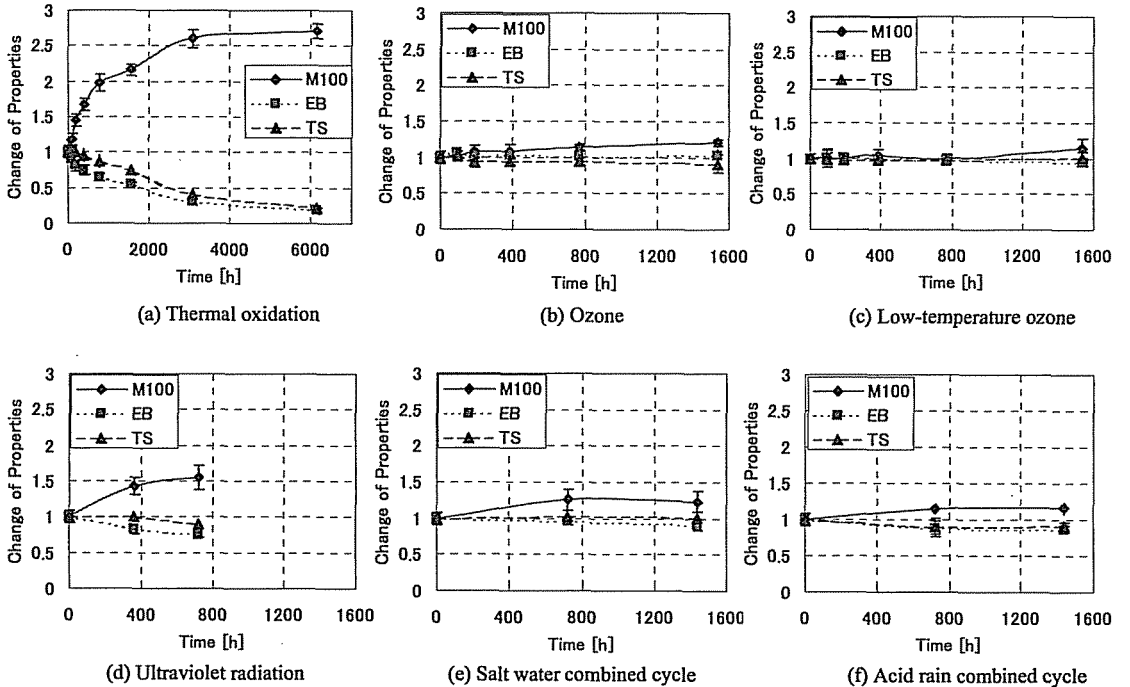 3
2.5
2
1.5
1
0.5
0
Change of Properties
M100
EB
TS
0 2000 4000 6000
Time [h]
(a) Thermal oxidation
3
2.5
2
1.5
1
0.5
0
Change of Properties
M100
EB
TS
0 400 800 1200 1600
Time [h]
(b) Ozone
3
2.5
2
1.5
1
0.5
0
Change of Properties
M100
EB
TS
0 400 800 1200 1600
Time [h]
(c) Low-temperature ozone
3
2.5
2
1.5
1
0.5
0
Change of Properties
M100
EB
TS
0 400 800 1200 1600
Time [h]
(d) Ultraviolet radiation
3
2.5
2
1.5
1
0.5
0
Change of Properties
M100
EB
TS
0 400 800 1200 1600
Time [h]
(e) Salt water combined cycle
3
2.5
2
1.5
1
0.5
0
Change of Properties
M100
EB
TS
0 400 800 1200 1600
Time [h]
(f) Acid rain combined cycle